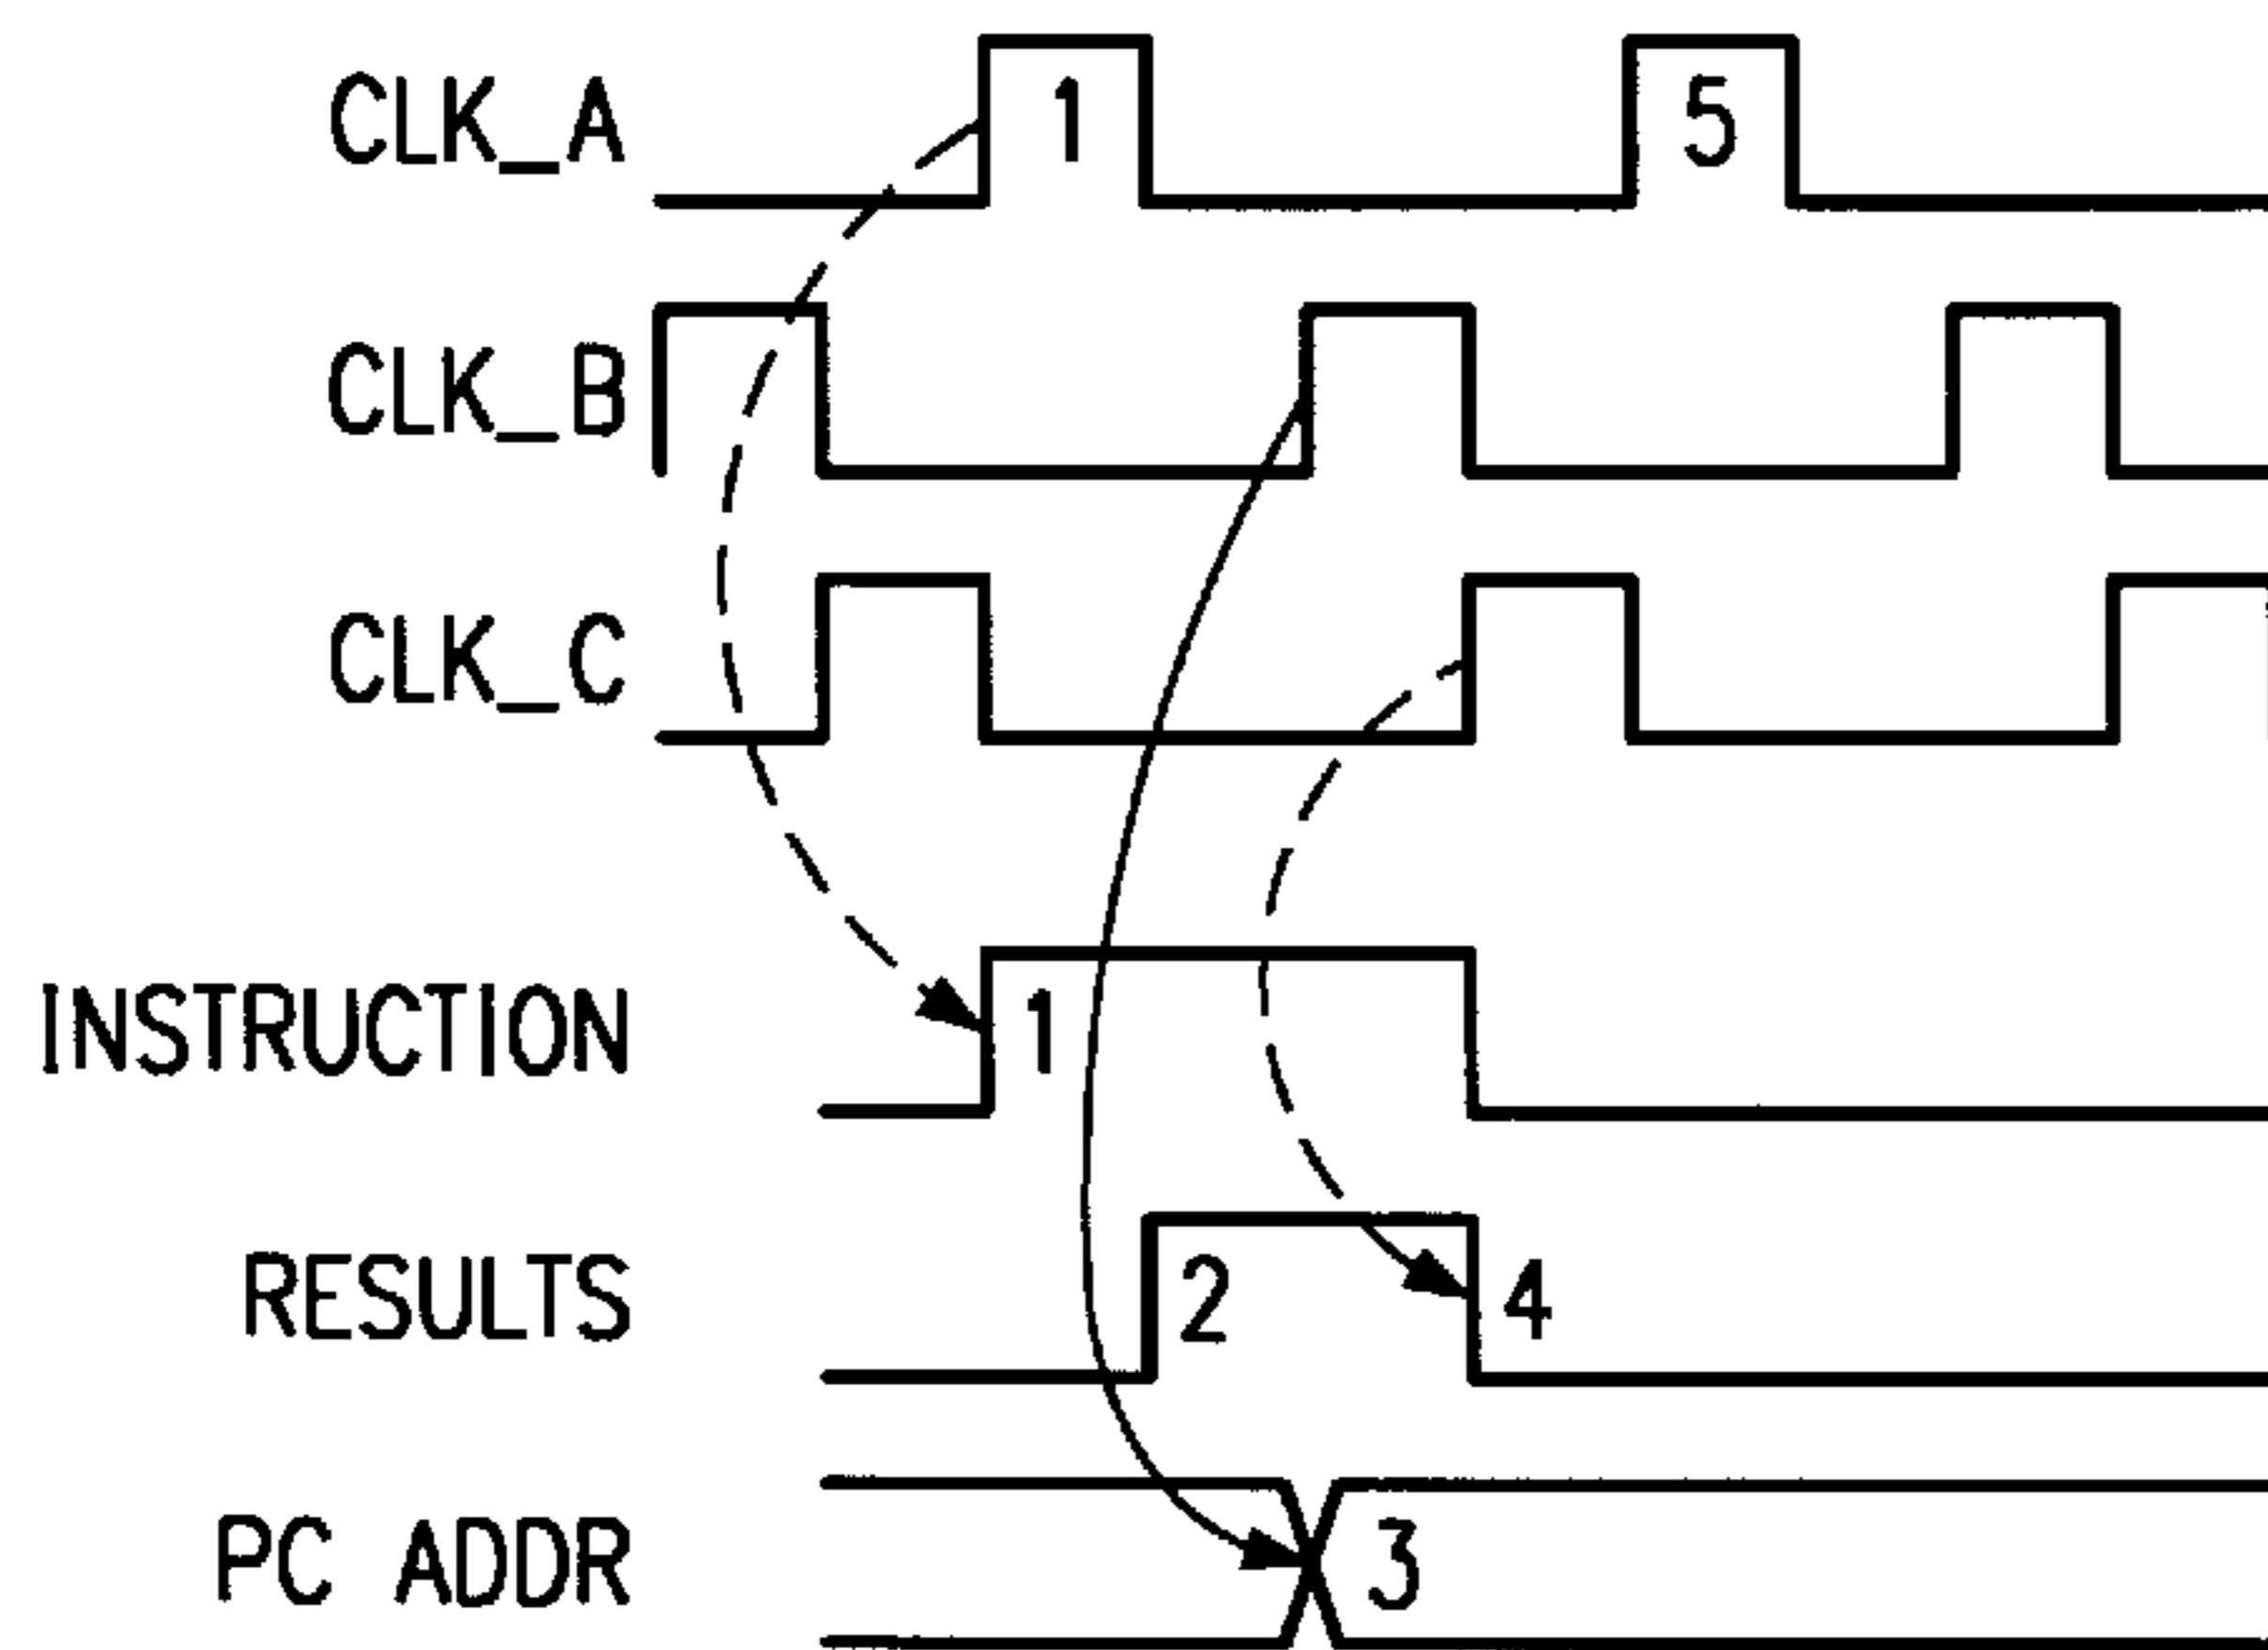 CLK_A 1 5
CLK_B
CLK_C
INSTRUCTION 1
RESULTS 2 4
PC ADDR 3